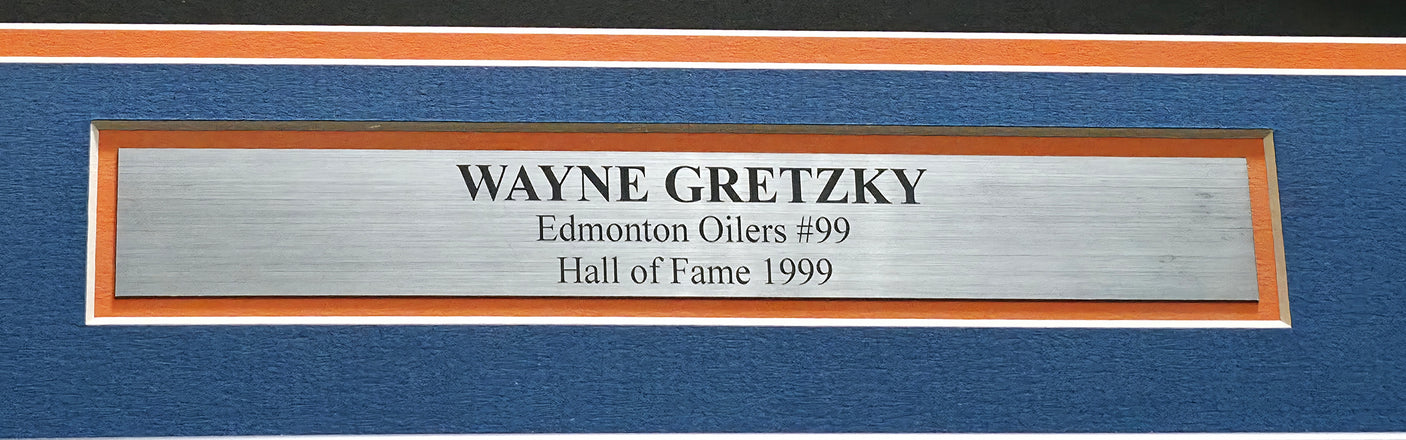 WAYNE GRETZKY
Edmonton Oilers #99
Hall of Fame 1999